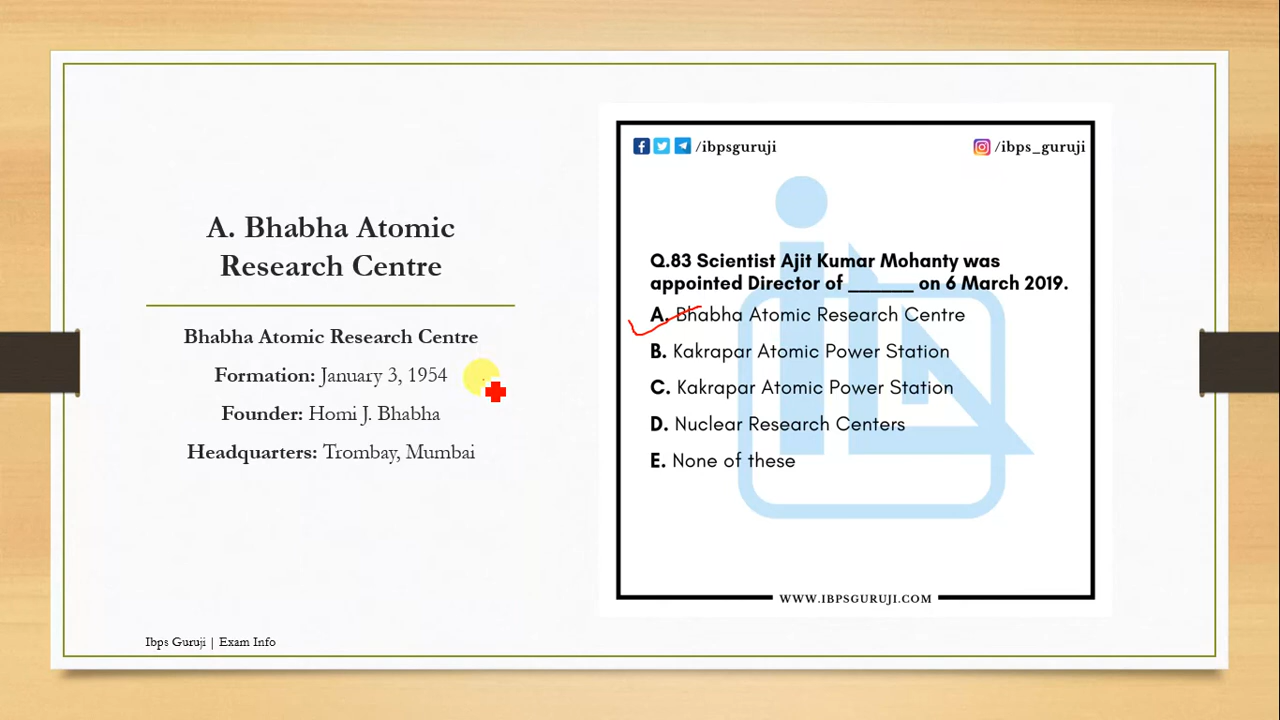 A. Bhabha Atomic
Research Centre
Bhabha Atomic Research Centre
Formation: January 3, 1954
Founder: Homi J. Bhabha
Headquarters: Trombay, Mumbai
Ibps Guruji | Exam Info
/ibpsguruji
/ibps_guruji
Q.83 Scientist Ajit Kumar Mohanty was
appointed Director of _______ on 6 March 2019.
A. Bhabha Atomic Research Centre
B. Kakrapar Atomic Power Station
C. Kakrapar Atomic Power Station
D. Nuclear Research Centers
E. None of these
WWW.IBPSGURUJI.COM